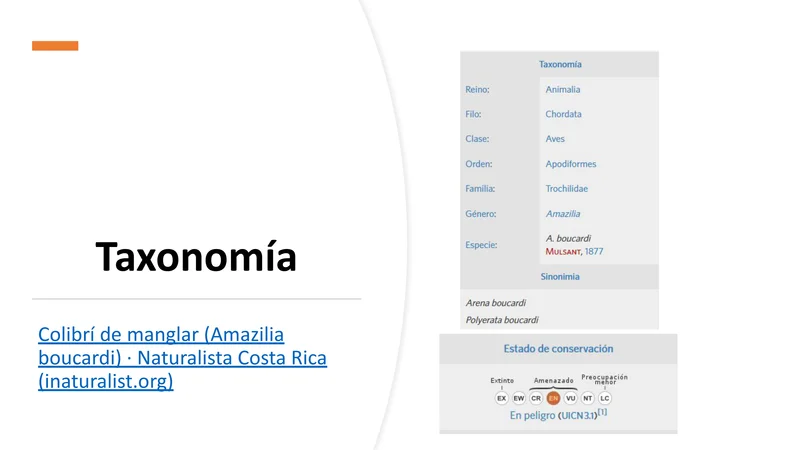 Taxonomía
Colibrí de manglar (Amazilia
boucardi) · Naturalista Costa Rica
(inaturalist.org)
Taxonomía
Reino: Animalia
Filo: Chordata
Clase: Aves
Orden: Apodiformes
Familia: Trochilidae
Género: Amazilia
Especie: A. boucardi
Mulsant, 1877
Sinonimia
Arena boucardi
Polyerata boucardi
Estado de conservación
Extinto Amenazado Preocupación
menor
EX EW CR EN VU NT LC
En peligro (UICN3.1)[1]